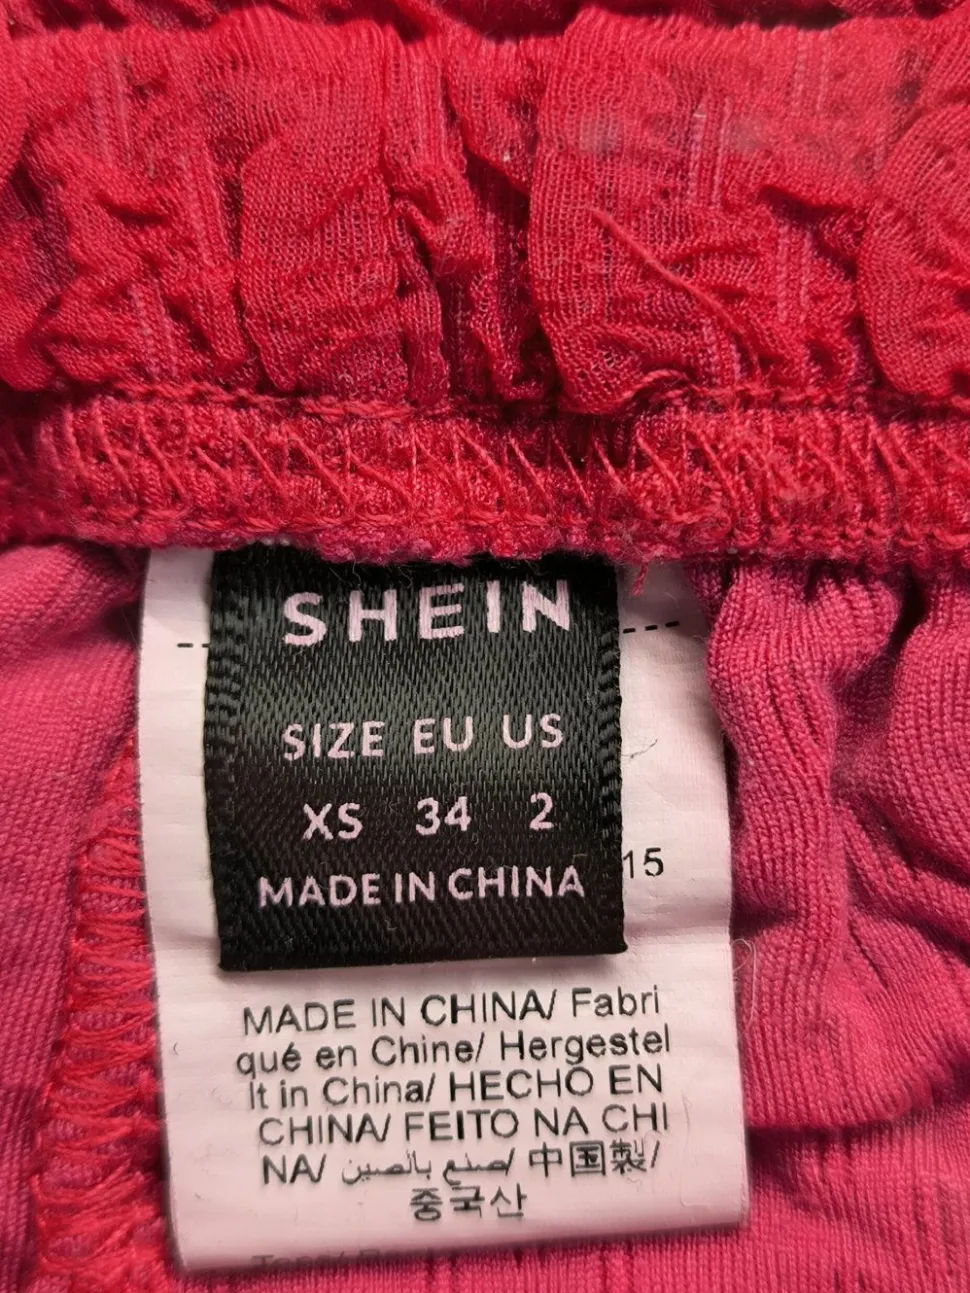 SHEIN
SIZE EU US
XS 34 2
MADE IN CHINA
15
MADE IN CHINA/ Fabri
qué en Chine/ Hergestel
lt in China/ HECHO EN
CHINA/ FEITO NA CHI
NA/ صنع بالصين/ 中国製/
중국산